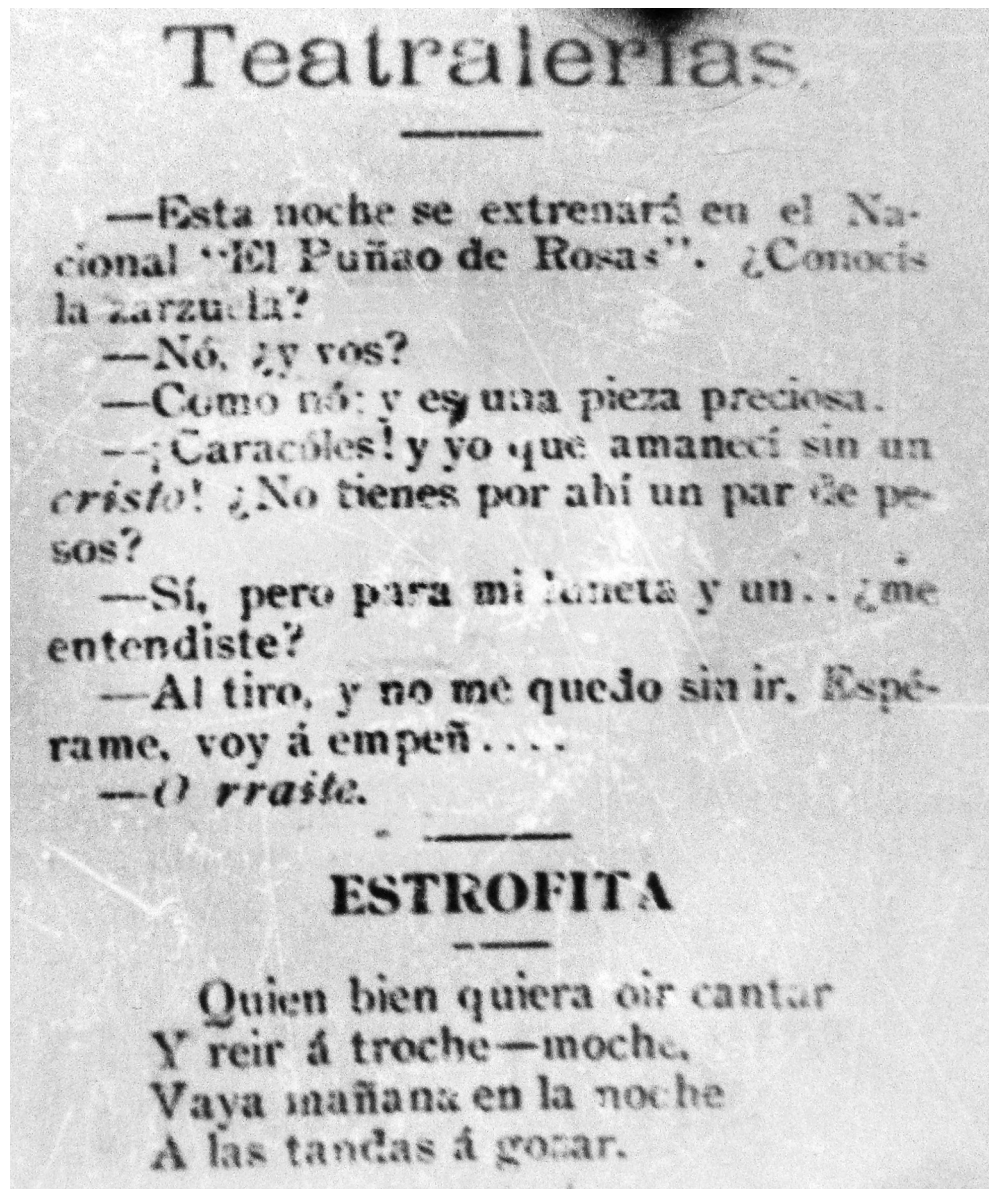 Teatralerías
—Esta noche se extrenará en el Na-
cional “El Puñao de Rosas”. ¿Conocis
la zarzuela?
—Nó, ¿y vos?
—Como nó; y es una pieza preciosa.
—¡Caracóles! y yo que amanecí sin un
cristo! ¿No tienes por ahí un par de pe-
sos?
—Sí, pero para mi luneta y un.. ¿me
entendiste?
—Al tiro, y no me quedo sin ir. Espé-
rame, voy á empeñ....
—O rraite.
ESTROFITA
Quien bien quiera oir cantar
Y reir á troche—moche,
Vaya mañana en la noche
A las tandas á gozar.